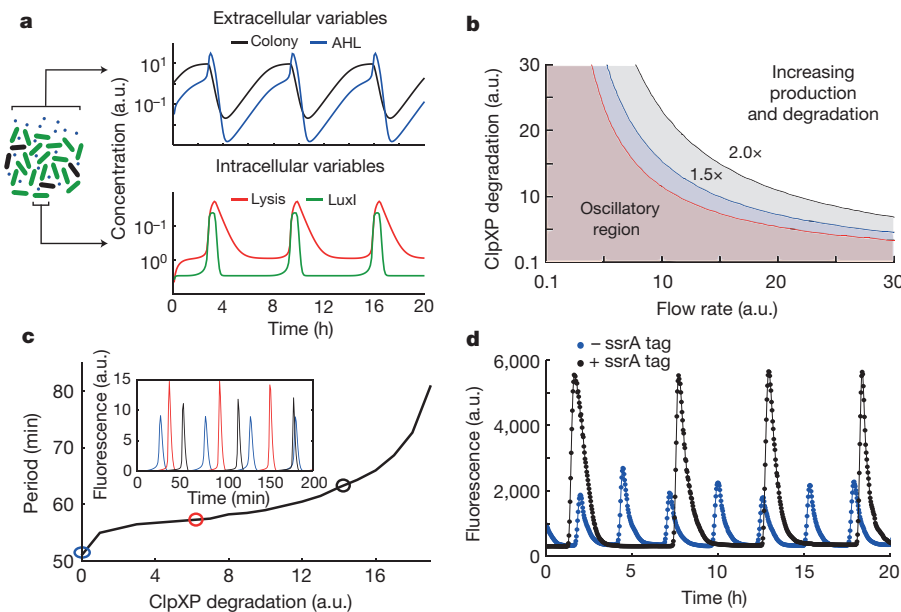 a
Extracellular variables
Colony AHL
10¹
10⁻¹
Intracellular variables
Lysis LuxI
10⁻¹
10⁰
Concentration (a.u.)
0 4 8 12 16 20
Time (h)
b
30
20
10
0.1
ClpXP degradation (a.u.)
Increasing
production
and degradation
2.0×
1.5×
Oscillatory
region
0.1 10 20 30
Flow rate (a.u.)
c
80
70
60
50
Period (min)
15
10
5
0
Fluorescence (a.u.)
0 50 100 150 200
Time (min)
0 4 8 12 16
ClpXP degradation (a.u.)
d
– ssrA tag
+ ssrA tag
6,000
4,000
2,000
0
Fluorescence (a.u.)
0 5 10 15 20
Time (h)